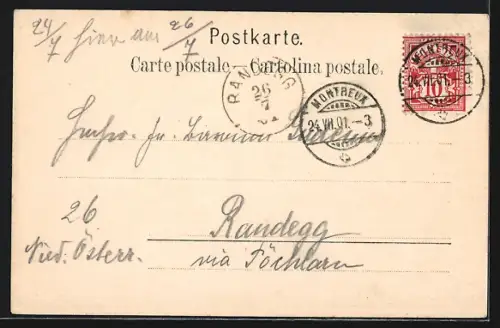 24/7 hier am 26/7
Postkarte.
Carte postale. Cartolina postale.
RANDEGG
26
7
MONTREUX
24.VII.01.-3
MONTREUX
24.VII.01.-3
10
26
Randegg
Nied. Österr.
via Pöchlarn